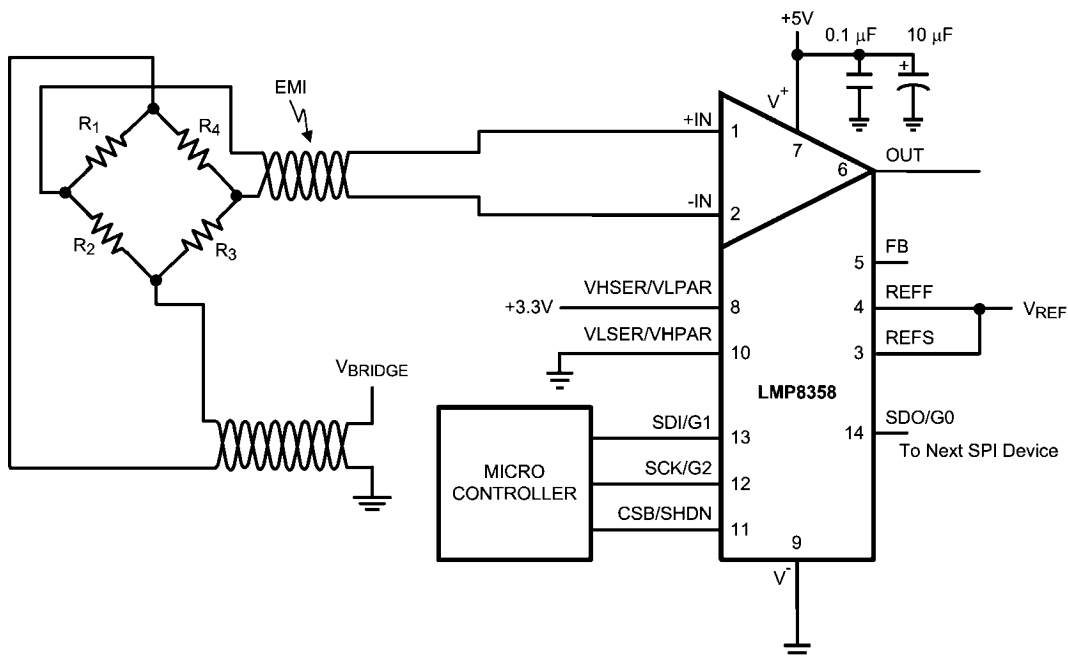 +5V
0.1 μF
10 μF
+
EMI
R1
R4
R2
R3
+IN
1
V+
7
6
OUT
-IN
2
5
FB
VHSER/VLPAR
+3.3V
8
4
REFF
VREF
VLSER/VHPAR
10
3
REFS
LMP8358
VBRIDGE
SDI/G1
13
14
SDO/G0
To Next SPI Device
MICRO
CONTROLLER
SCK/G2
12
CSB/SHDN
11
9
V-